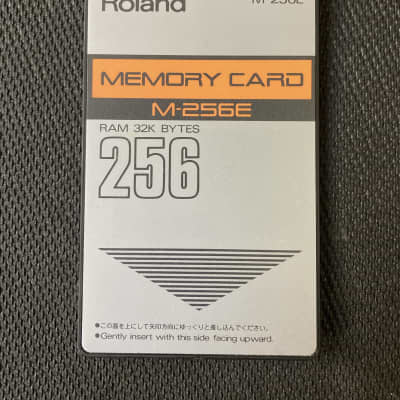 Roland M-256E
MEMORY CARD
M-256E
RAM 32K BYTES
256
●この面を上にして矢印方向にゆっくりと差し込んでください。
●Gently insert with this side facing upward.